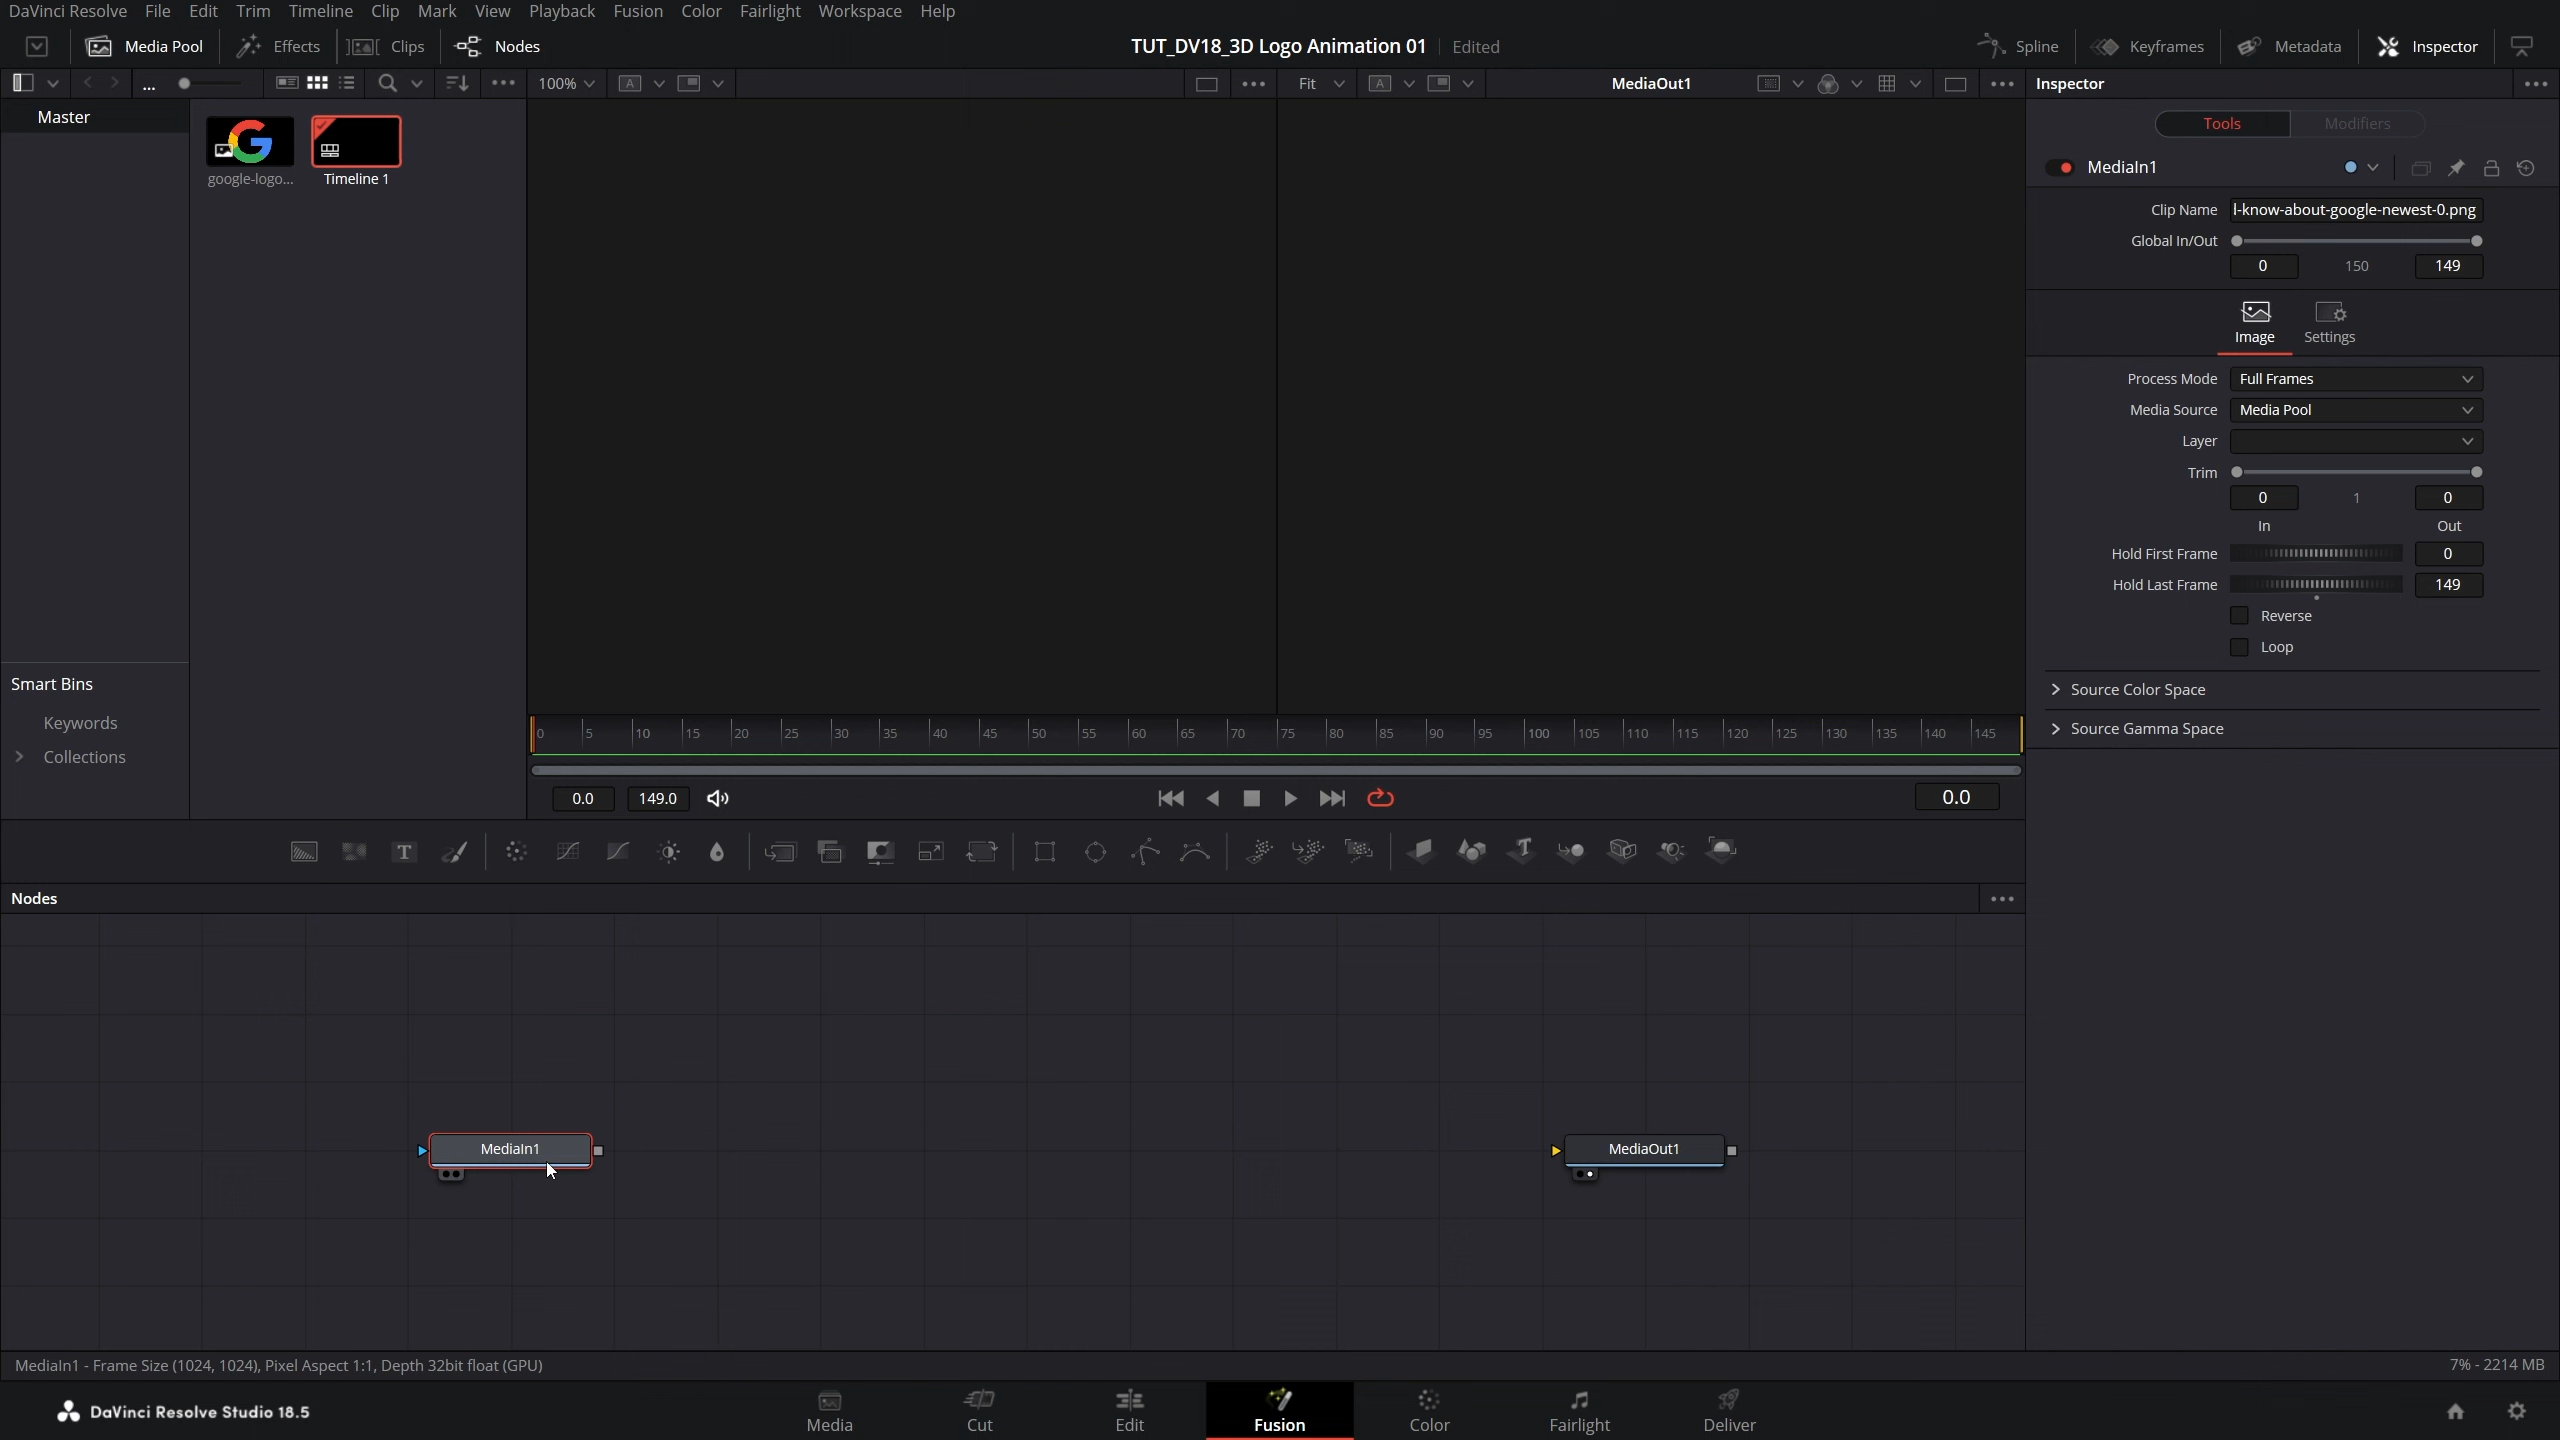 DaVinci Resolve File Edit Trim Timeline Clip Mark View Playback Fusion Color Fairlight Workspace Help
Media Pool Effects Clips Nodes TUT_DV18_3D Logo Animation 01 Edited Spline Keyframes Metadata Inspector
... 100% A Fit A MediaOut1 Inspector
Master
google-logo...
Timeline 1
Tools Modifiers
MediaIn1
Clip Name l-know-about-google-newest-0.png
Global In/Out
0 150 149
Image Settings
Process Mode Full Frames
Media Source Media Pool
Layer
Trim
0 1 0
In Out
Hold First Frame 0
Hold Last Frame 149
Reverse
Loop
Source Color Space
Source Gamma Space
Smart Bins
Keywords
Collections
0 5 10 15 20 25 30 35 40 45 50 55 60 65 70 75 80 85 90 95 100 105 110 115 120 125 130 135 140 145
0.0 149.0 0.0
T T
Nodes
MediaIn1 MediaOut1
MediaIn1 - Frame Size (1024, 1024), Pixel Aspect 1:1, Depth 32bit float (GPU) 7% - 2214 MB
DaVinci Resolve Studio 18.5 Media Cut Edit Fusion Color Fairlight Deliver